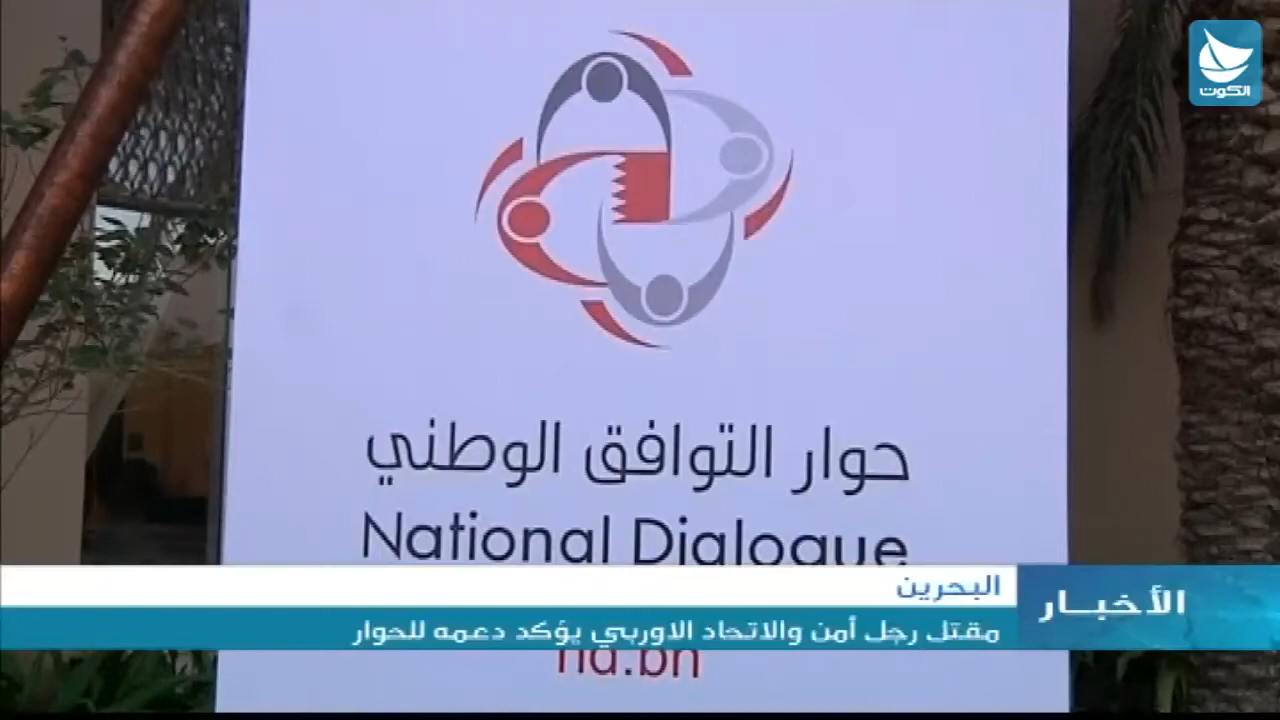 الكوت
حوار التوافق الوطني
National Dialogue
الأخبار
البحرين
مقتل رجل أمن والاتحاد الاوربي يؤكد دعمه للحوار
nd.bh